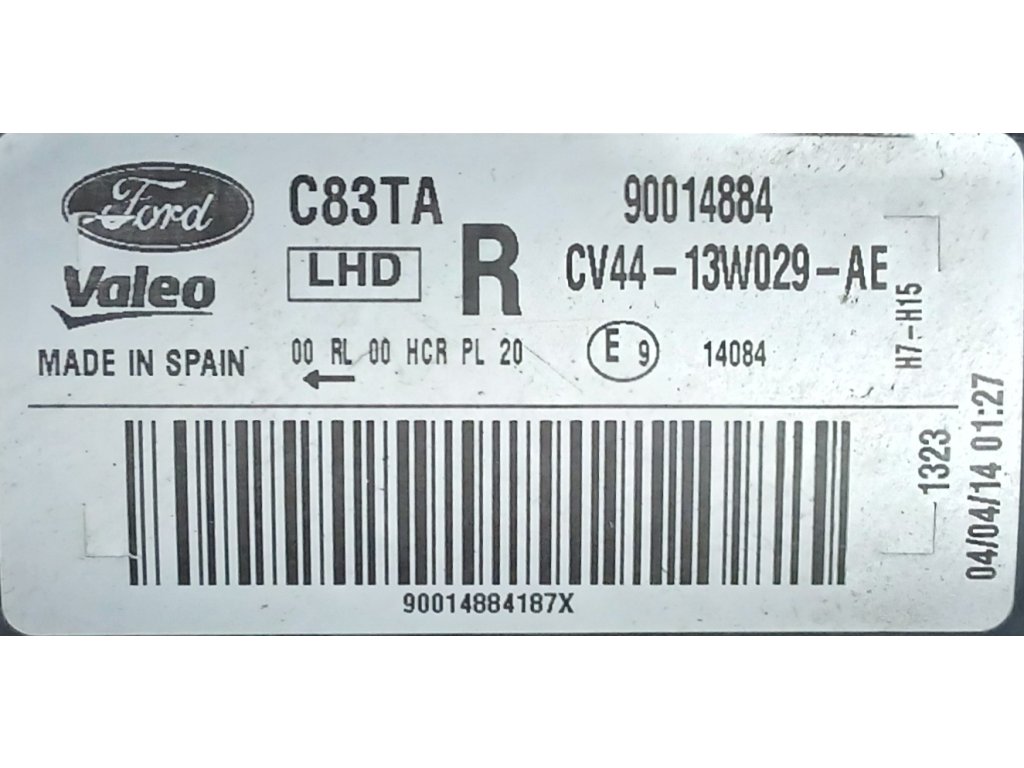 Ford
Valeo
MADE IN SPAIN
C83TA
LHD
R
00 RL 00 HCR PL 20
90014884
CV44-13W029-AE
E 9
14084
H7-H15
1323
04/04/14 01:27
90014884187X